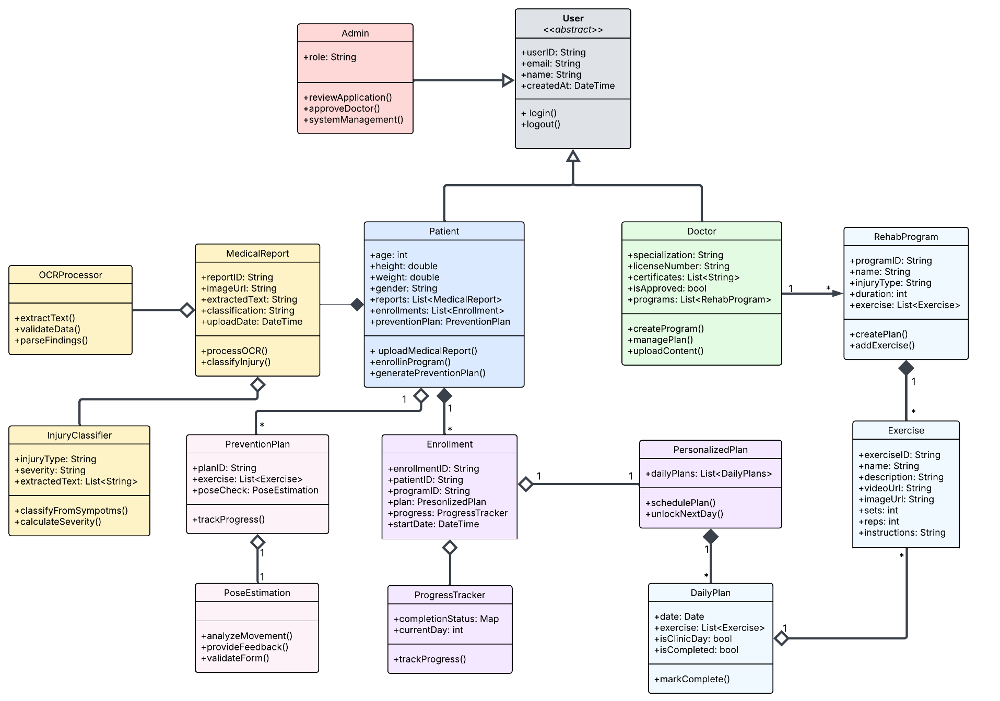 User
<<abstract>>
+userID: String
+email: String
+name: String
+createdAt: DateTime
+ login()
+logout()
Admin
+role: String
+reviewApplication()
+approveDoctor()
+systemManagement()
Patient
+age: int
+height: double
+weight: double
+gender: String
+reports: List<MedicalReport>
+enrollments: List<Enrollment>
+preventionPlan: PreventionPlan
+ uploadMedicalReport()
+enrollinProgram()
+generatePreventionPlan()
Doctor
+specialization: String
+licenseNumber: String
+certificates: List<String>
+isApproved: bool
+programs: List<RehabProgram>
+createProgram()
+managePlan()
+uploadContent()
1
*
RehabProgram
+programID: String
+name: String
+injuryType: String
+duration: int
+exercise: List<Exercise>
+createPlan()
+addExercise()
MedicalReport
+reportID: String
+imageUrl: String
+extractedText: String
+classification: String
+uploadDate: DateTime
+processOCR()
+classifyInjury()
OCRProcessor
+extractText()
+validateData()
+parseFindings()
1
*
1
*
1
*
InjuryClassifier
+injuryType: String
+severity: String
+extractedText: List<String>
+classifyFromSympotms()
+calculateSeverity()
PreventionPlan
+planID: String
+exercise: List<Exercise>
+poseCheck: PoseEstimation
+trackProgress()
1
1
Enrollment
+enrollmentID: String
+patientID: String
+programID: String
+plan: PresonlizedPlan
+progress: ProgressTracker
+startDate: DateTime
1
1
PersonalizedPlan
+dailyPlans: List<DailyPlans>
+schedulePlan()
+unlockNextDay()
1
*
Exercise
+exerciseID: String
+name: String
+description: String
+videoUrl: String
+imageUrl: String
+sets: int
+reps: int
+instructions: String
*
1
PoseEstimation
+analyzeMovement()
+provideFeedback()
+validateForm()
ProgressTracker
+completionStatus: Map
+currentDay: int
+trackProgress()
DailyPlan
+date: Date
+exercise: List<Exercise>
+isClinicDay: bool
+isCompleted: bool
+markComplete()